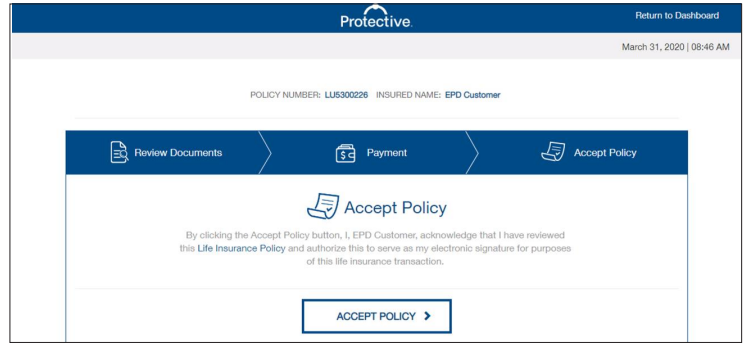 Protective.
Return to Dashboard
March 31, 2020 | 08:46 AM
POLICY NUMBER: LU5300226 INSURED NAME: EPD Customer
Review Documents
Payment
Accept Policy
Accept Policy
By clicking the Accept Policy button, I, EPD Customer, acknowledge that I have reviewed
this Life Insurance Policy and authorize this to serve as my electronic signature for purposes
of this life insurance transaction.
ACCEPT POLICY